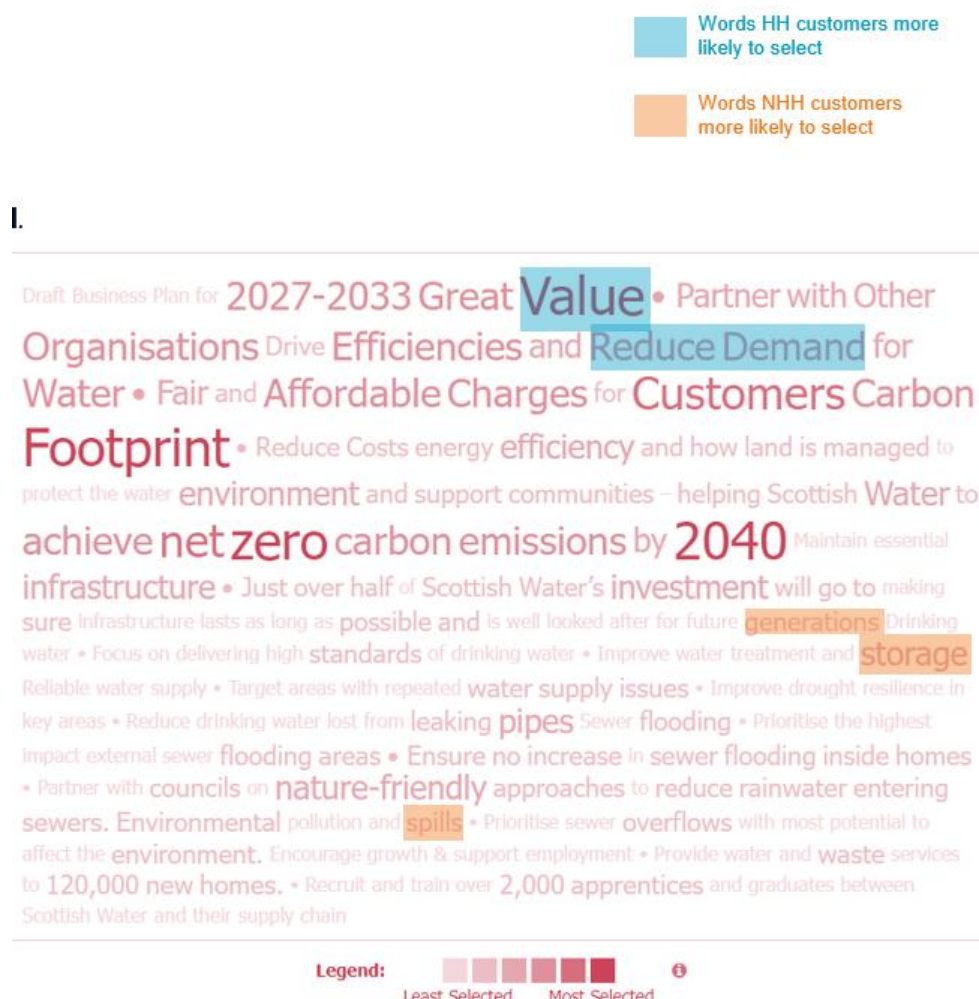 Words HH customers more
likely to select
Words NHH customers
more likely to select
l.
Draft Business Plan for 2027-2033 Great Value • Partner with Other
Organisations Drive Efficiencies and Reduce Demand for
Water • Fair and Affordable Charges for Customers Carbon
Footprint • Reduce Costs energy efficiency and how land is managed to
protect the water environment and support communities – helping Scottish Water to
achieve net zero carbon emissions by 2040 Maintain essential
infrastructure • Just over half of Scottish Water's investment will go to making
sure infrastructure lasts as long as possible and is well looked after for future generations Drinking
water • Focus on delivering high standards of drinking water • Improve water treatment and storage
Reliable water supply • Target areas with repeated water supply issues • Improve drought resilience in
key areas • Reduce drinking water lost from leaking pipes Sewer flooding • Prioritise the highest
impact external sewer flooding areas • Ensure no increase in sewer flooding inside homes
• Partner with councils on nature-friendly approaches to reduce rainwater entering
sewers. Environmental pollution and spills • Prioritise sewer overflows with most potential to
affect the environment. Encourage growth & support employment • Provide water and waste services
to 120,000 new homes. • Recruit and train over 2,000 apprentices and graduates between
Scottish Water and their supply chain
Legend:
Least Selected Most Selected